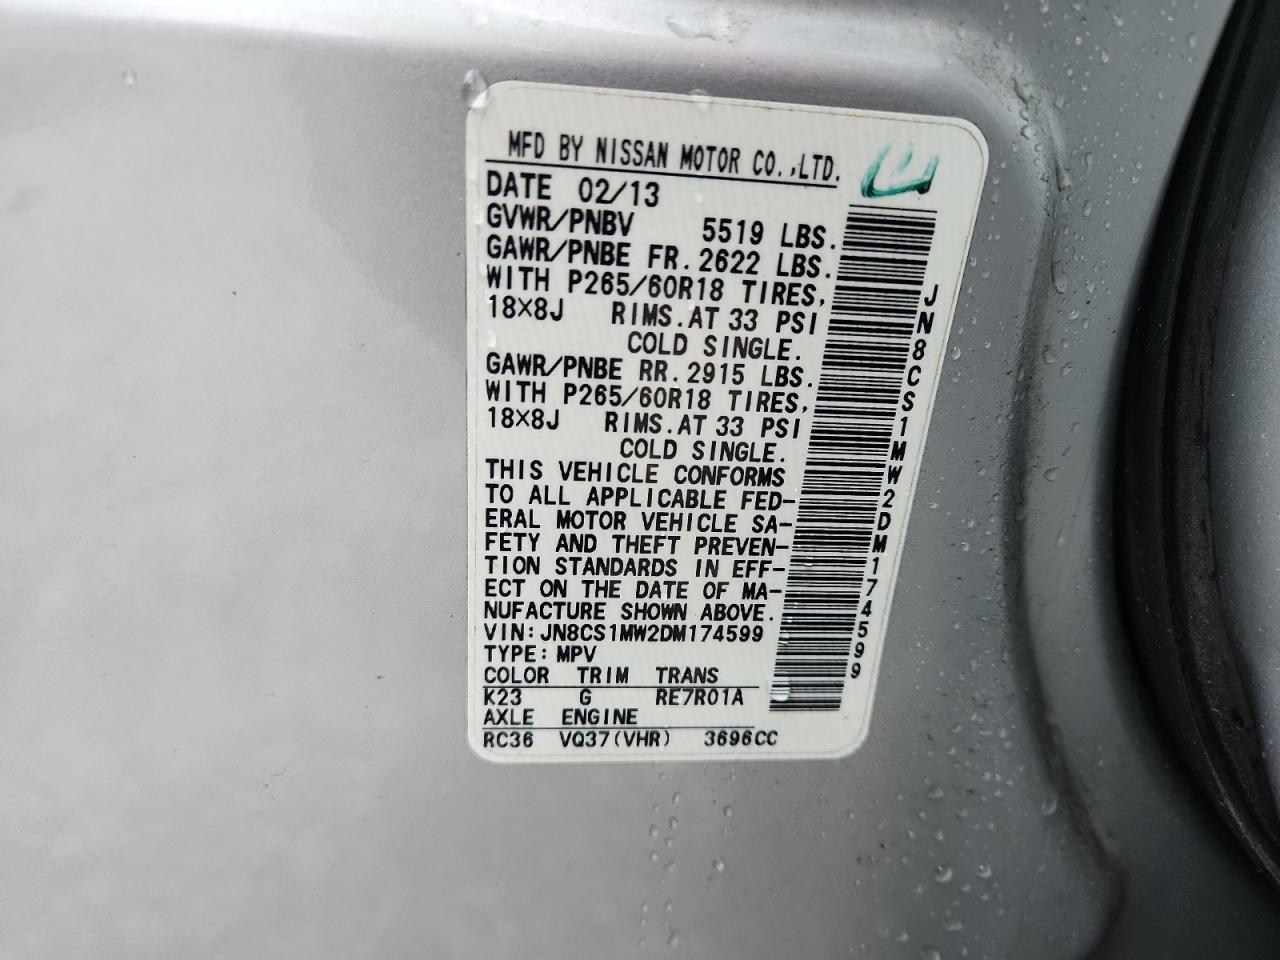 MFD BY NISSAN MOTOR CO.,LTD.
DATE 02/13
GVWR/PNBV 5519 LBS.
GAWR/PNBE FR. 2622 LBS.
WITH P265/60R18 TIRES,
18×8J RIMS. AT 33 PSI
COLD SINGLE.
GAWR/PNBE RR. 2915 LBS.
WITH P265/60R18 TIRES,
18×8J RIMS. AT 33 PSI
COLD SINGLE.
THIS VEHICLE CONFORMS
TO ALL APPLICABLE FED-
ERAL MOTOR VEHICLE SA-
FETY AND THEFT PREVEN-
TION STANDARDS IN EFF-
ECT ON THE DATE OF MA-
NUFACTURE SHOWN ABOVE.
VIN: JN8CS1MW2DM174599
TYPE: MPV
COLOR TRIM TRANS
K23 G RE7R01A
AXLE ENGINE
RC36 VQ37(VHR) 3696CC
JN8CS1MW2DM174599